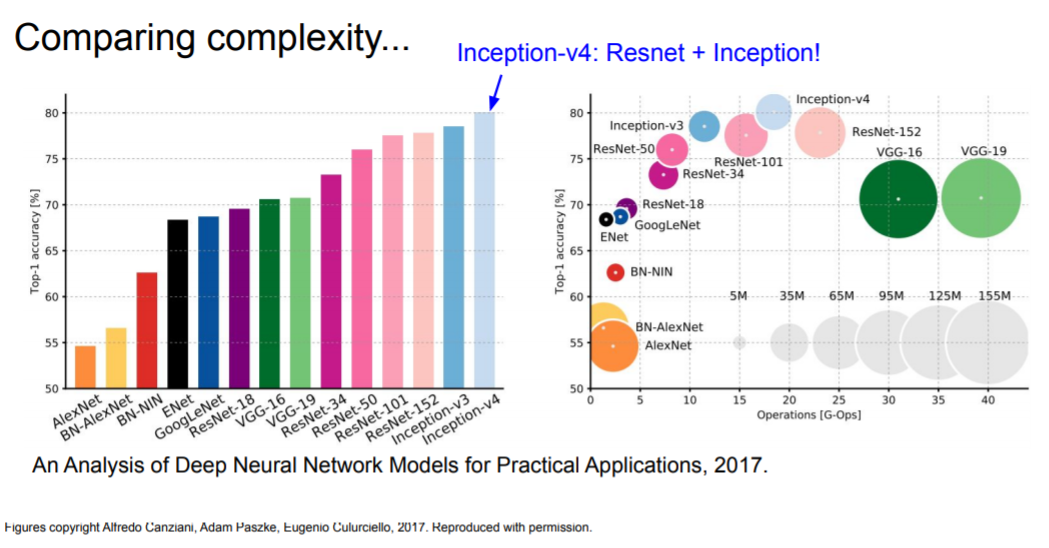 Comparing complexity...
Inception-v4: Resnet + Inception!
Top-1 accuracy [%]
80
75
70
65
60
55
50
AlexNet
BN-AlexNet
BN-NIN
ENet
GoogLeNet
ResNet-18
VGG-16
VGG-19
ResNet-34
ResNet-50
ResNet-101
ResNet-152
Inception-v3
Inception-v4
Top-1 accuracy [%]
80
75
70
65
60
55
50
Inception-v4
Inception-v3
ResNet-152
ResNet-50
VGG-16
VGG-19
ResNet-101
ResNet-34
ResNet-18
GoogLeNet
ENet
BN-NIN
5M 35M 65M 95M 125M 155M
BN-AlexNet
AlexNet
0 5 10 15 20 25 30 35 40
Operations [G-Ops]
An Analysis of Deep Neural Network Models for Practical Applications, 2017.
Figures copyright Alfredo Canziani, Adam Paszke, Eugenio Culurciello, 2017. Reproduced with permission.